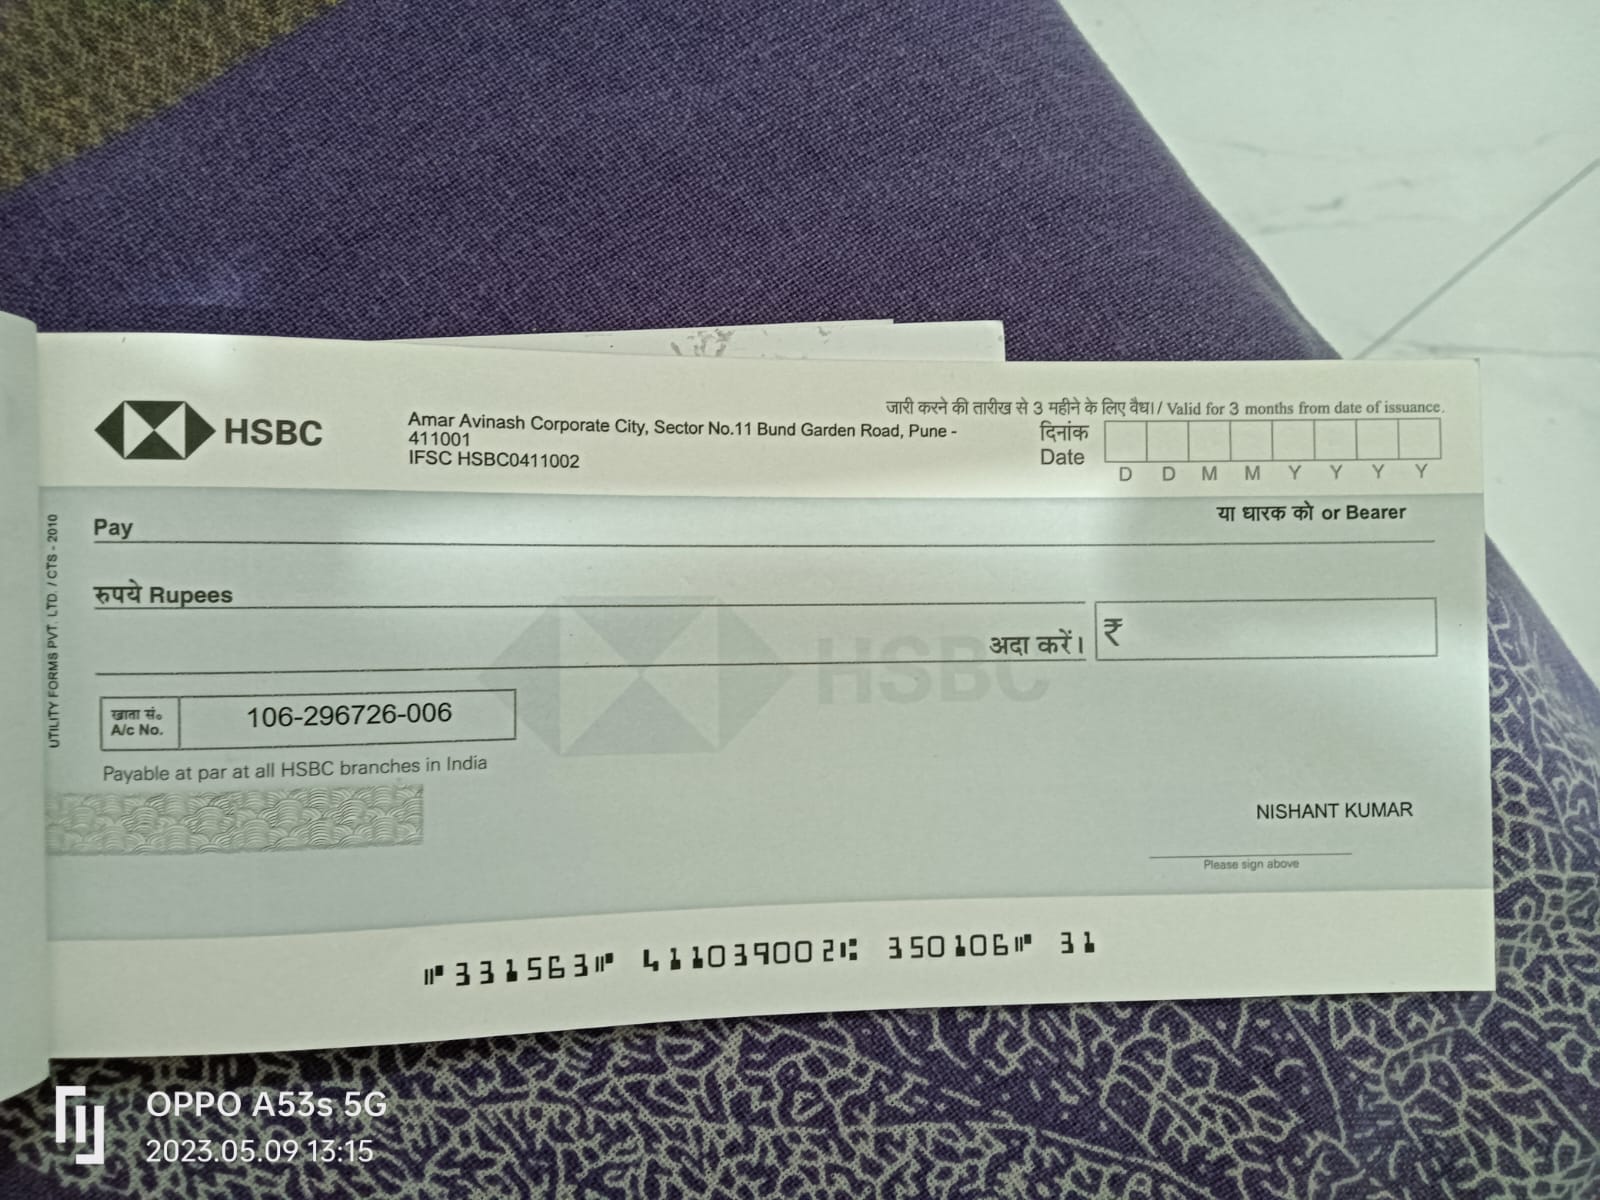 HSBC
Amar Avinash Corporate City, Sector No.11 Bund Garden Road, Pune -
411001
IFSC HSBC0411002
जारी करने की तारीख से 3 महीने के लिए वैध।/ Valid for 3 months from date of issuance.
दिनांक
Date
D D M M Y Y Y Y
Pay
या धारक को or Bearer
रुपये Rupees
अदा करें।
₹
HSBC
खाता सं०
A/c No.
106-296726-006
Payable at par at all HSBC branches in India
UTILITY FORMS PVT. LTD. / CTS - 2010
NISHANT KUMAR
Please sign above
⑈331563⑈ 411039002⑆ 350106⑈ 31
OPPO A53s 5G
2023.05.09 13:15